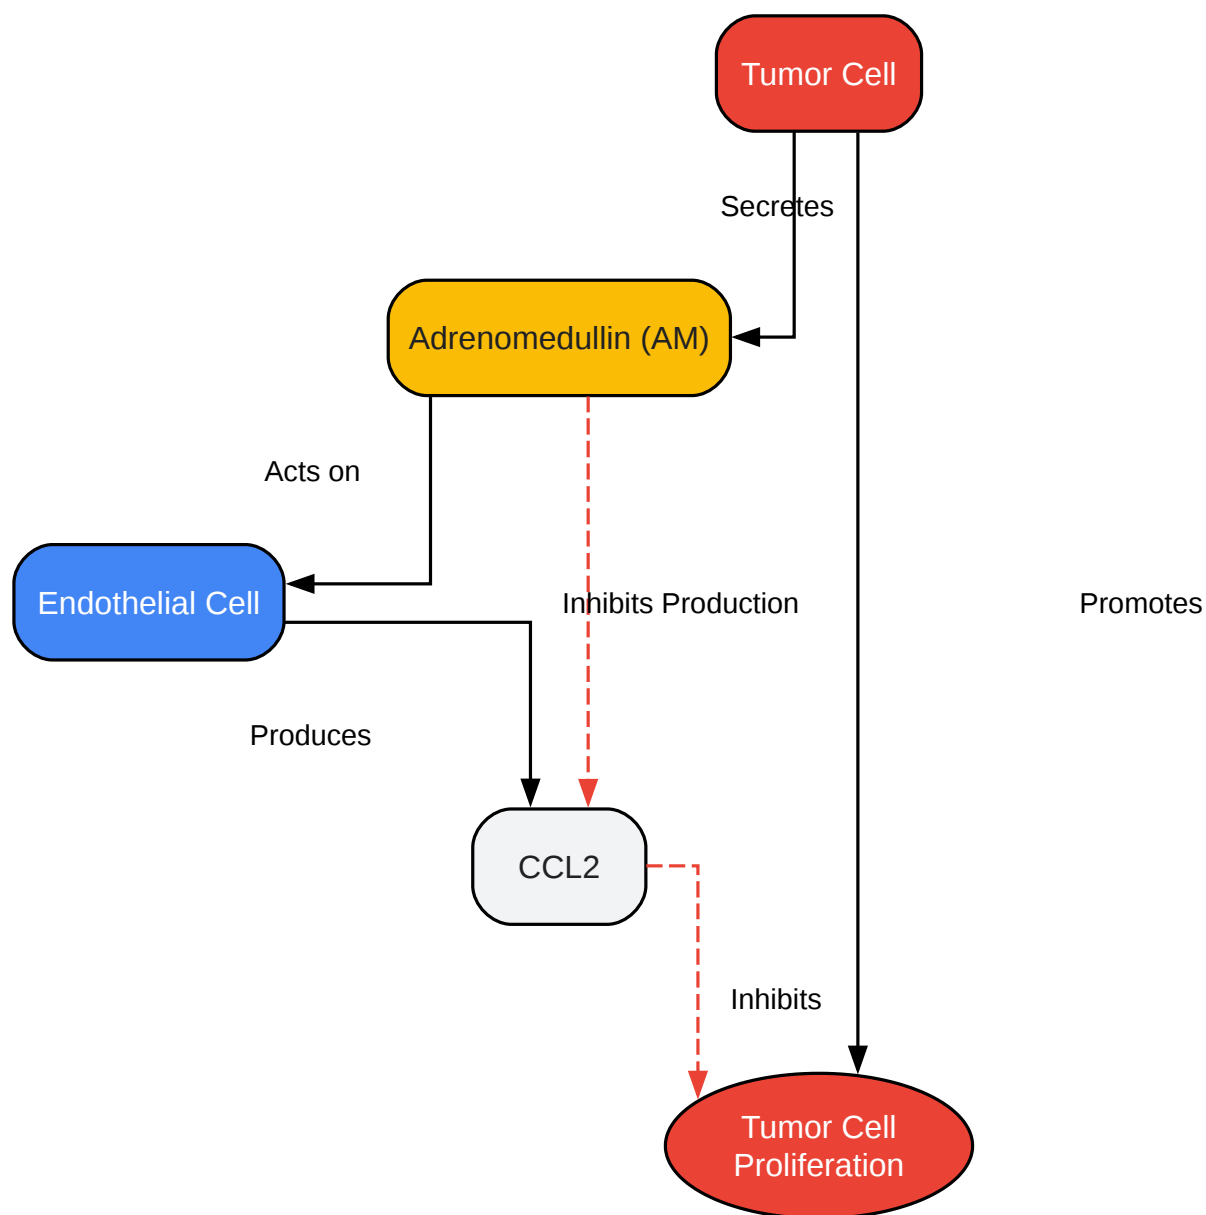 Tumor Cell
Secretes
Adrenomedullin (AM)
Acts on
Endothelial Cell
Inhibits Production
Promotes
Produces
CCL2
Inhibits
Tumor Cell
Proliferation